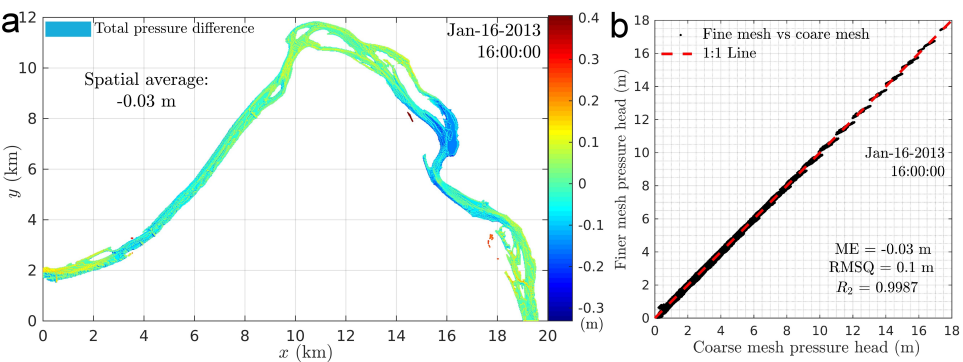 a
Total pressure difference
Jan-16-2013
16:00:00
Spatial average:
-0.03 m
12
10
8
6
4
2
0
y (km)
0 2 4 6 8 10 12 14 16 18 20
x (km)
0.4
0.3
0.2
0.1
0
-0.1
-0.2
-0.3
(m)
b
Fine mesh vs coare mesh
1:1 Line
Jan-16-2013
16:00:00
ME = -0.03 m
RMSQ = 0.1 m
R2 = 0.9987
18
16
14
12
10
8
6
4
2
0
Finer mesh pressure head (m)
0 2 4 6 8 10 12 14 16 18
Coarse mesh pressure head (m)